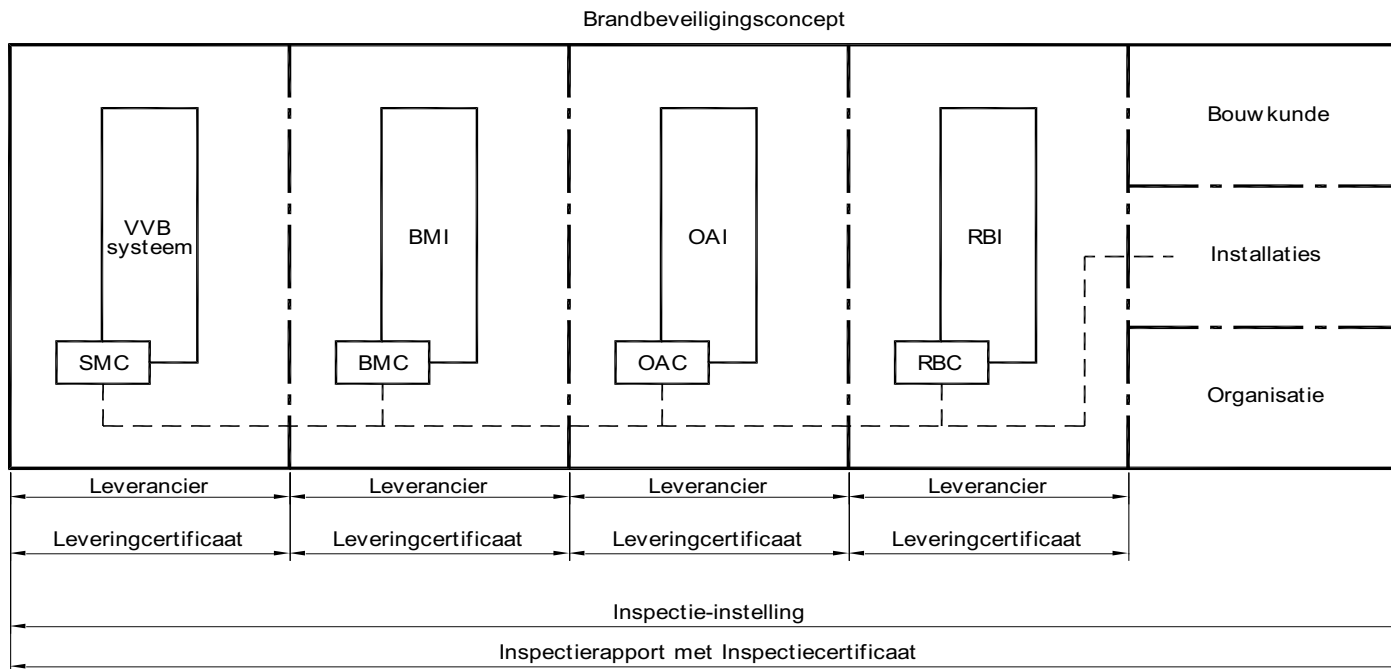 Brandbeveiligingsconcept
VVB
systeem
SMC
BMI
BMC
OAI
OAC
RBI
RBC
Bouwkunde
Installaties
Organisatie
Leverancier
Leverancier
Leverancier
Leverancier
Leveringcertificaat
Leveringcertificaat
Leveringcertificaat
Leveringcertificaat
Inspectie-instelling
Inspectierapport met Inspectiecertificaat